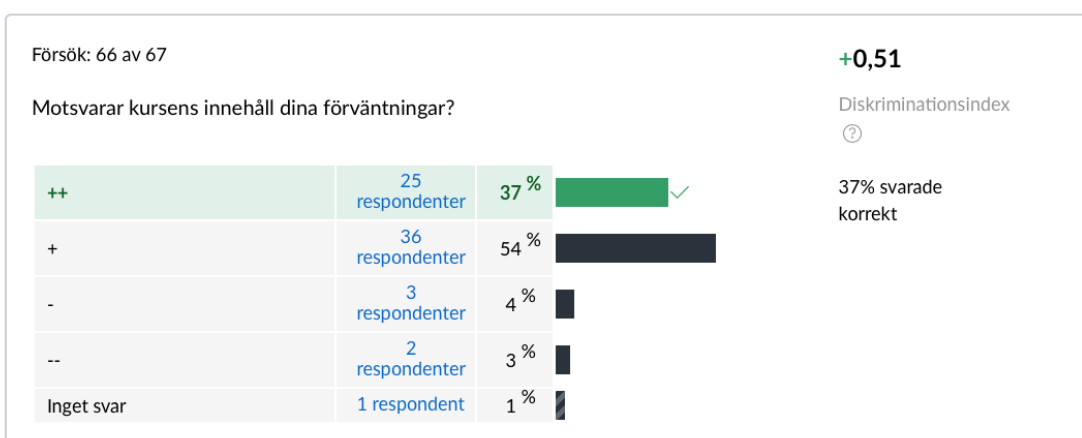 Försök: 66 av 67
+0,51
Motsvarar kursens innehåll dina förväntningar?
Diskriminationsindex
?
++ 25 respondenter 37 %
37% svarade
korrekt
+ 36 respondenter 54 %
- 3 respondenter 4 %
-- 2 respondenter 3 %
Inget svar 1 respondent 1 %